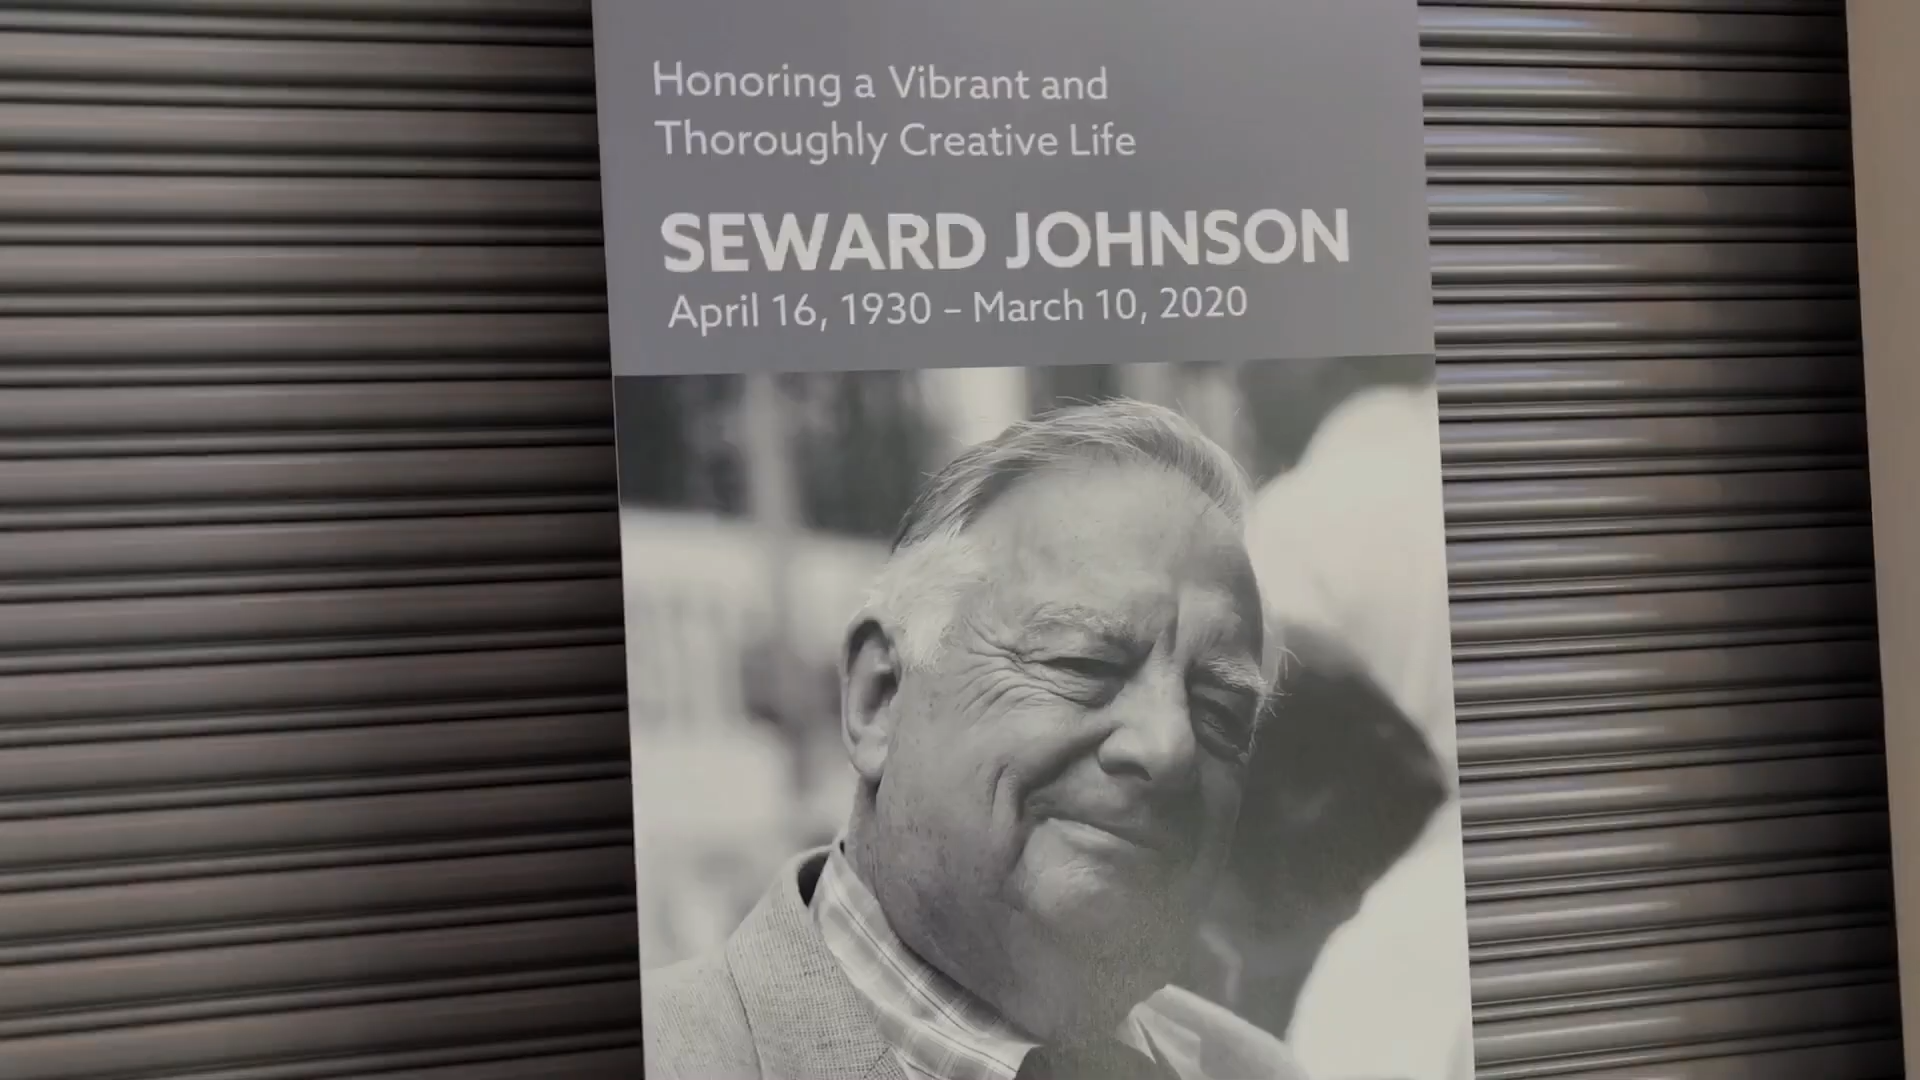 Honoring a Vibrant and
Thoroughly Creative Life
SEWARD JOHNSON
April 16, 1930 – March 10, 2020